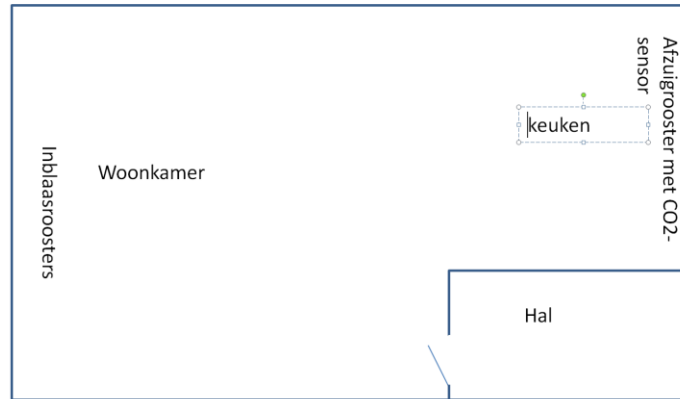 Afzuigrooster met CO2-
sensor
keuken
Woonkamer
Inblaasroosters
Hal